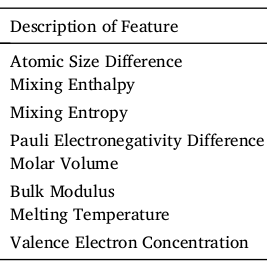 Description of Feature
Atomic Size Difference
Mixing Enthalpy
Mixing Entropy
Pauli Electronegativity Difference
Molar Volume
Bulk Modulus
Melting Temperature
Valence Electron Concentration